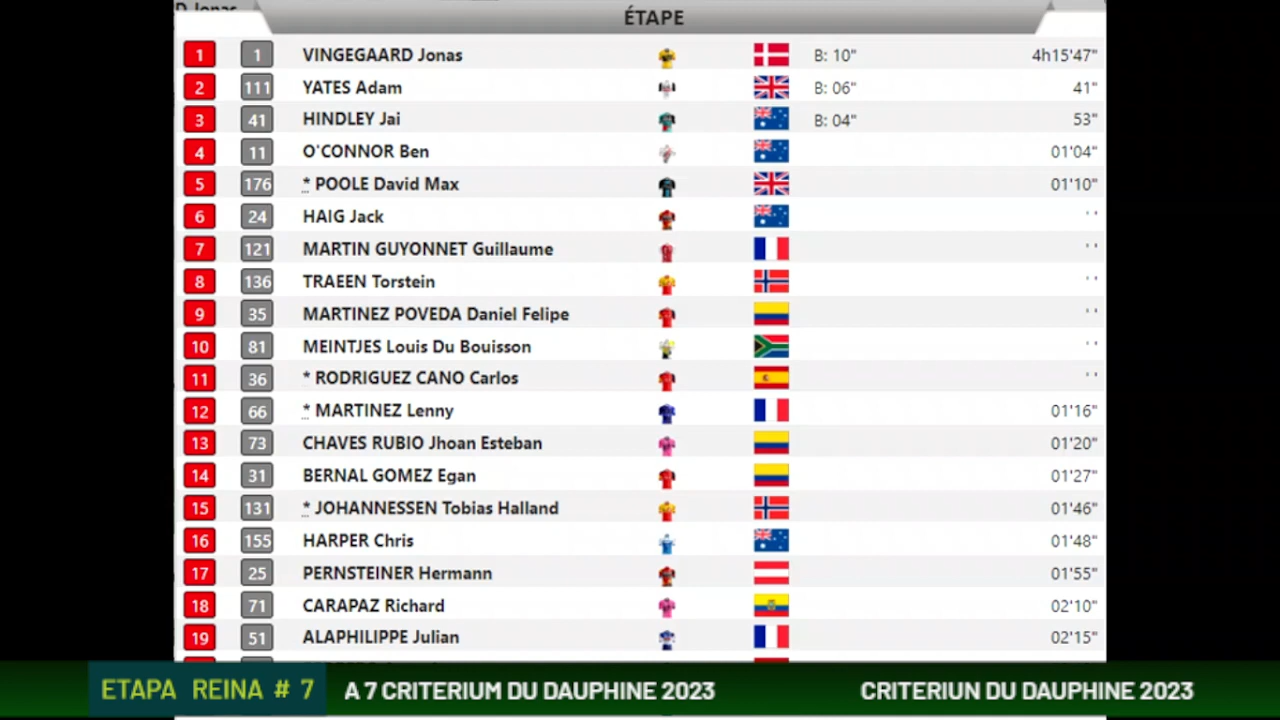 ÉTAPE
1 1 VINGEGAARD Jonas B: 10" 4h15'47"
2 111 YATES Adam B: 06" 41"
3 41 HINDLEY Jai B: 04" 53"
4 11 O'CONNOR Ben 01'04"
5 176 * POOLE David Max 01'10"
6 24 HAIG Jack ' '
7 121 MARTIN GUYONNET Guillaume ' '
8 136 TRAEEN Torstein ' '
9 35 MARTINEZ POVEDA Daniel Felipe ' '
10 81 MEINTJES Louis Du Bouisson ' '
11 36 * RODRIGUEZ CANO Carlos ' '
12 66 * MARTINEZ Lenny 01'16"
13 73 CHAVES RUBIO Jhoan Esteban 01'20"
14 31 BERNAL GOMEZ Egan 01'27"
15 131 * JOHANNESSEN Tobias Halland 01'46"
16 155 HARPER Chris 01'48"
17 25 PERNSTEINER Hermann 01'55"
18 71 CARAPAZ Richard 02'10"
19 51 ALAPHILIPPE Julian 02'15"
ETAPA REINA # 7 A 7 CRITERIUM DU DAUPHINE 2023 CRITERIUN DU DAUPHINE 2023